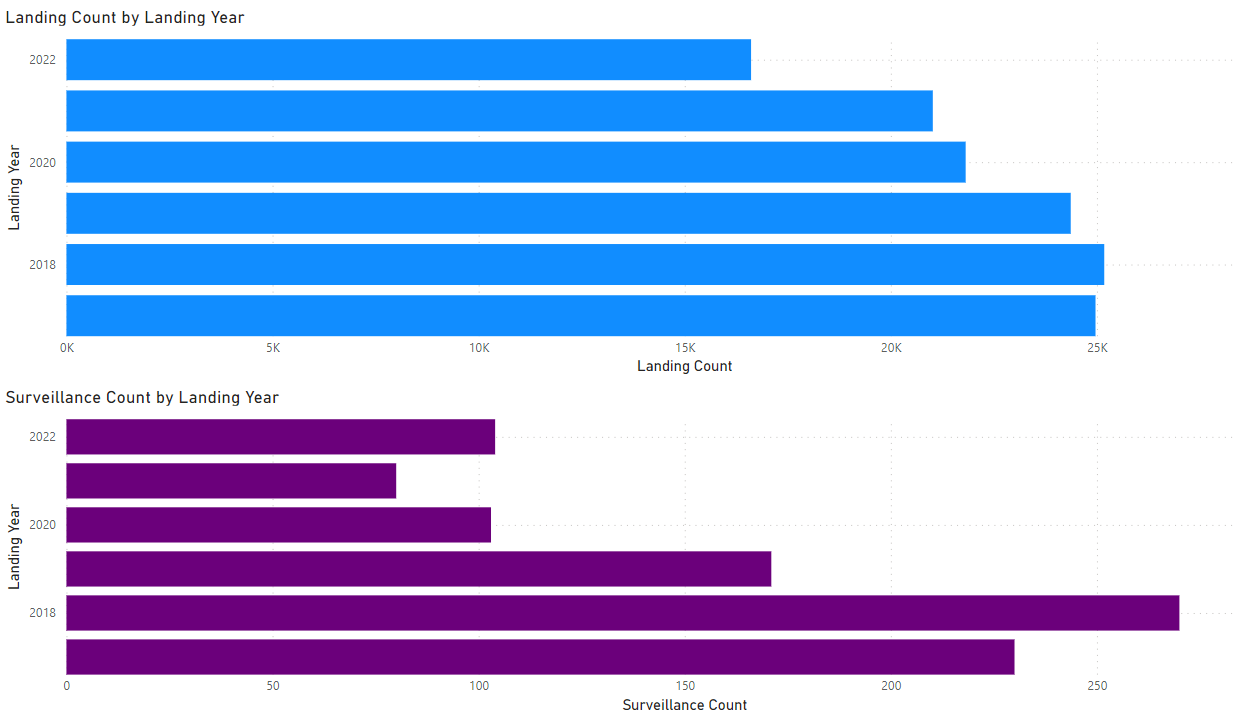 Landing Count by Landing Year
Landing Year
2022
2020
2018
0K 5K 10K 15K 20K 25K
Landing Count
Surveillance Count by Landing Year
Landing Year
2022
2020
2018
0 50 100 150 200 250
Surveillance Count